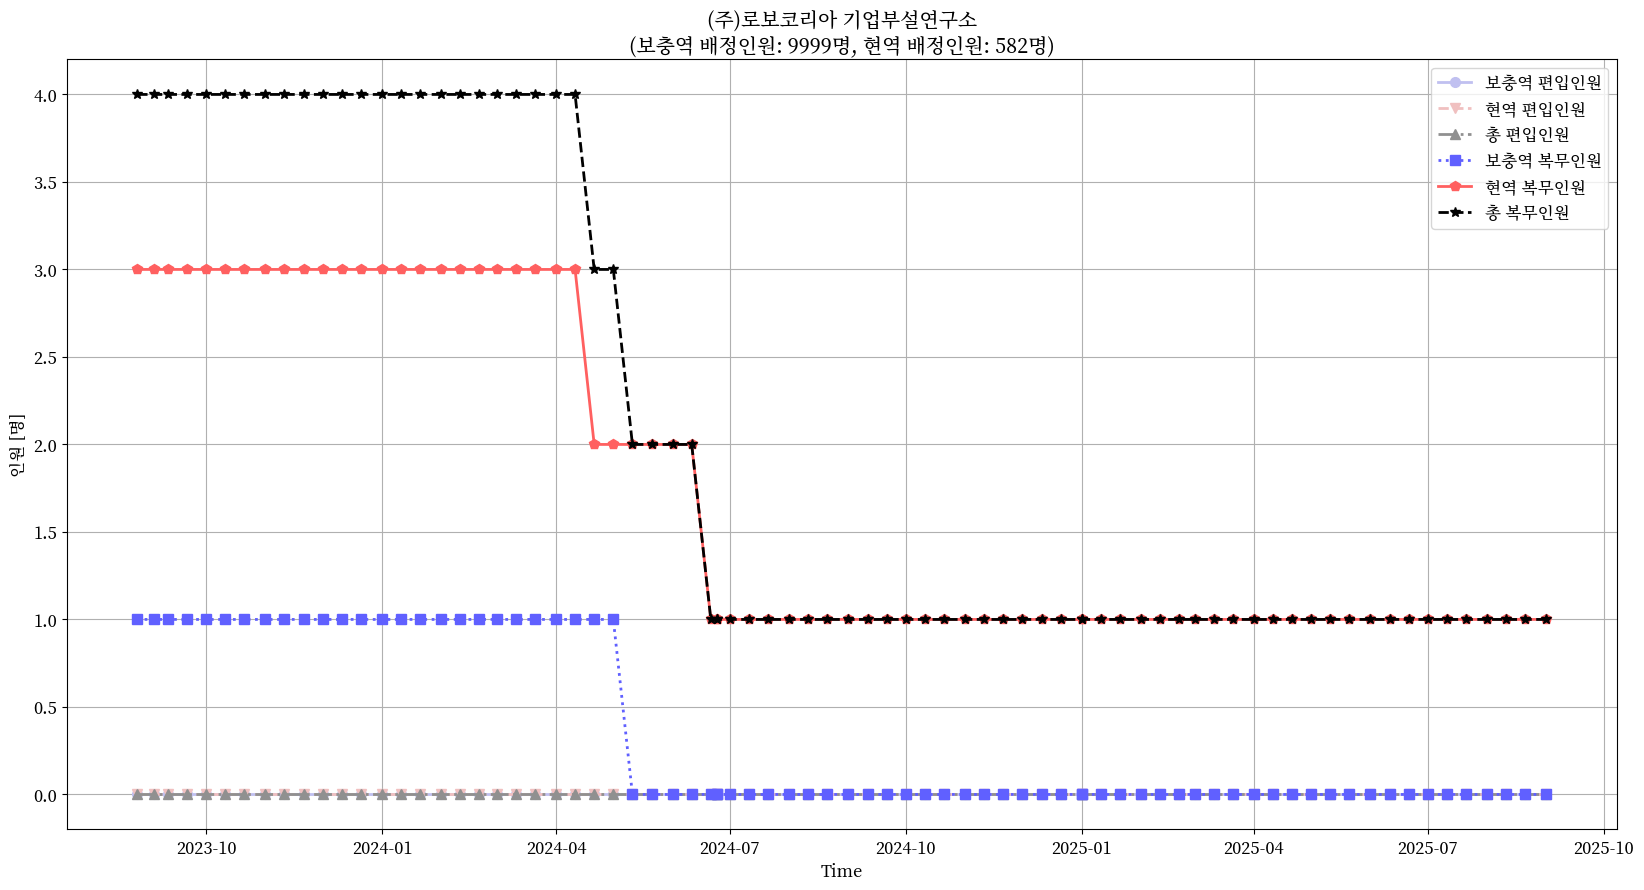 (주)로보코리아 기업부설연구소
(보충역 배정인원: 9999명, 현역 배정인원: 582명)
보충역 편입인원
현역 편입인원
총 편입인원
보충역 복무인원
현역 복무인원
총 복무인원
인원 [명]
4.0
3.5
3.0
2.5
2.0
1.5
1.0
0.5
0.0
2023-10
2024-01
2024-04
2024-07
2024-10
2025-01
2025-04
2025-07
2025-10
Time